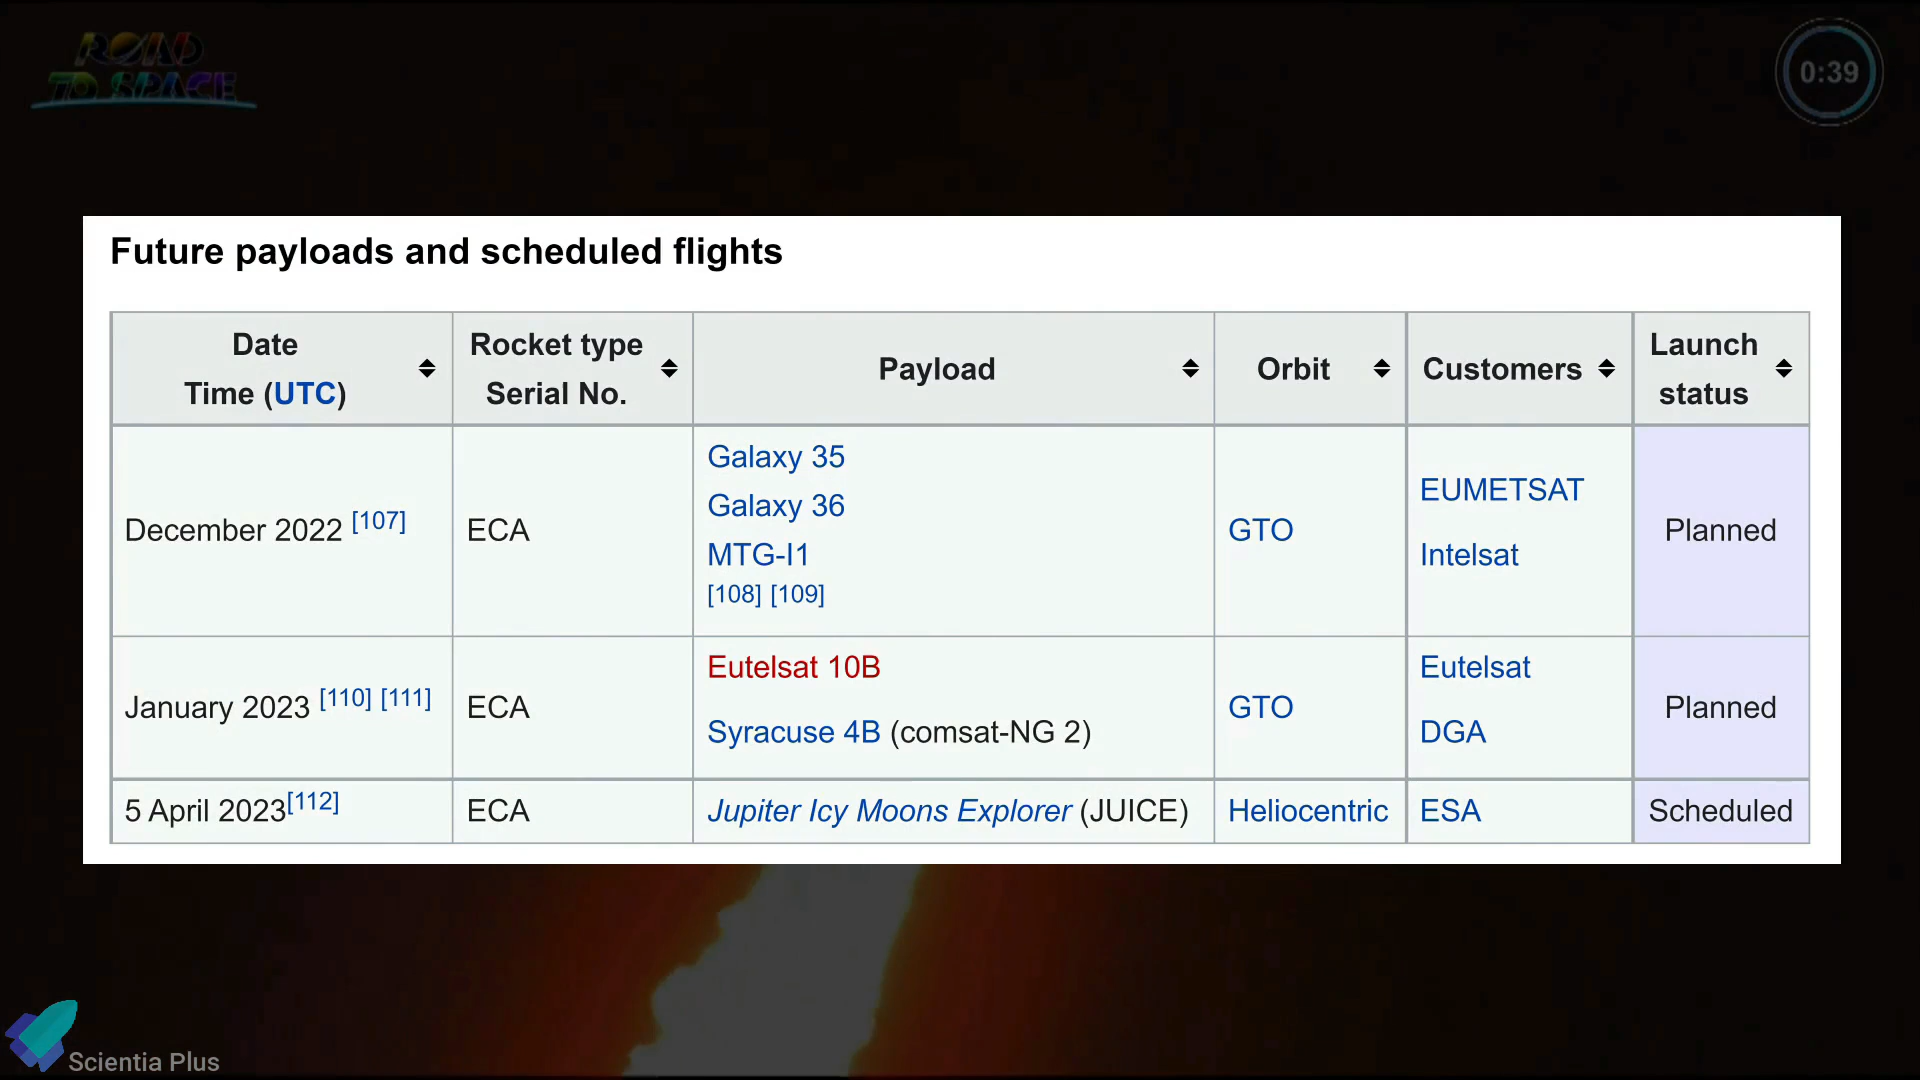 ROAD
TO SPACE
0:39
Future payloads and scheduled flights
Date
Time (UTC)
Rocket type
Serial No.
Payload
Orbit
Customers
Launch
status
December 2022 [107]
ECA
Galaxy 35
Galaxy 36
MTG-I1
[108] [109]
GTO
EUMETSAT
Intelsat
Planned
January 2023 [110] [111]
ECA
Eutelsat 10B
Syracuse 4B (comsat-NG 2)
GTO
Eutelsat
DGA
Planned
5 April 2023[112]
ECA
Jupiter Icy Moons Explorer (JUICE)
Heliocentric
ESA
Scheduled
Scientia Plus